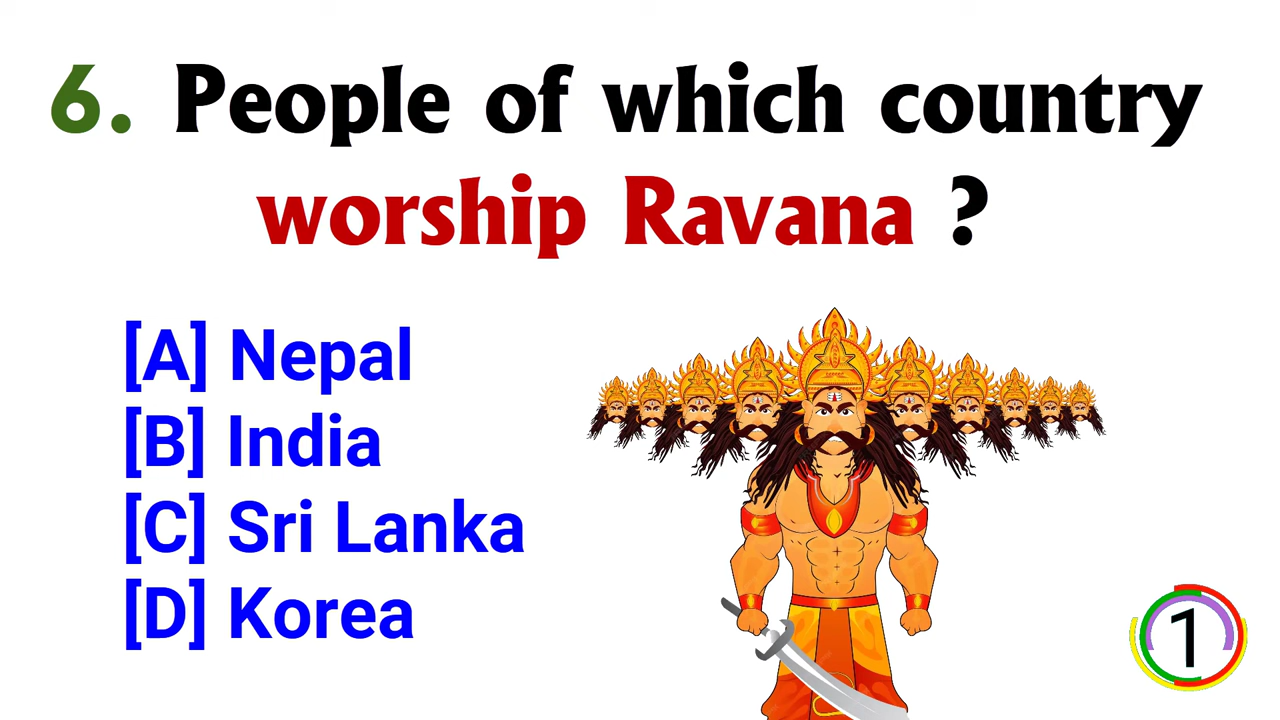 6. People of which country
worship Ravana ?
[A] Nepal
[B] India
[C] Sri Lanka
[D] Korea
1